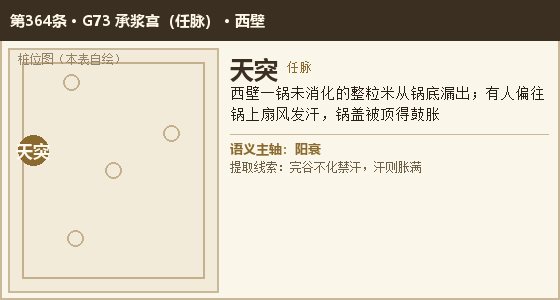 第364条・G73 承浆宫（任脉）・西壁
桩位图（本表自绘）
天突
天突 任脉
西壁一锅未消化的整粒米从锅底漏出；有人偏往
锅上扇风发汗，锅盖被顶得鼓胀
语义主轴：阳衰
提取线索：完谷不化禁汗，汗则胀满